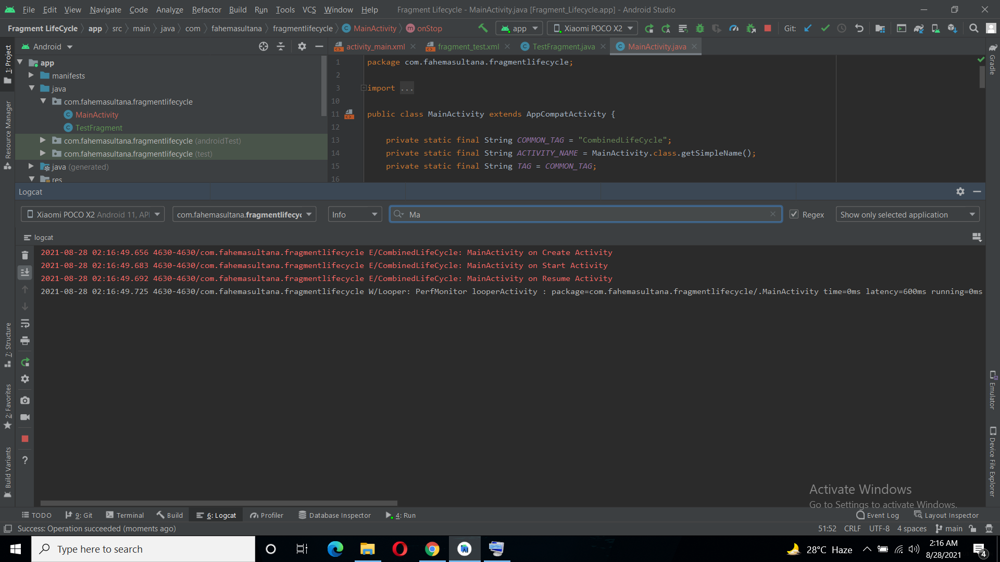 File Edit View Navigate Code Analyze Refactor Build Run Tools VCS Window Help Fragment Lifecycle - MainActivity.java [Fragment_Lifecycle.app] - Android Studio
Fragment LifeCycle app src main java com fahemasultana fragmentlifecycle MainActivity onStop app Xiaomi POCO X2 Git:
Android activity_main.xml fragment_test.xml TestFragment.java MainActivity.java
1: Project
Resource Manager
7: Structure
2: Favorites
Build Variants
app
manifests
java
com.fahemasultana.fragmentlifecycle
MainActivity
TestFragment
com.fahemasultana.fragmentlifecycle (androidTest)
com.fahemasultana.fragmentlifecycle (test)
java (generated)
res
1 package com.fahemasultana.fragmentlifecycle;
2
3 import ...
10
11 public class MainActivity extends AppCompatActivity {
12
13 private static final String COMMON_TAG = "CombinedLifeCycle";
14 private static final String ACTIVITY_NAME = MainActivity.class.getSimpleName();
15 private static final String TAG = COMMON_TAG;
16
Gradle
Emulator
Device File Explorer
Logcat
Xiaomi POCO X2 Android 11, API com.fahemasultana.fragmentlifecyc Info Ma Regex Show only selected application
logcat
2021-08-28 02:16:49.656 4630-4630/com.fahemasultana.fragmentlifecycle E/CombinedLifeCycle: MainActivity on Create Activity
2021-08-28 02:16:49.683 4630-4630/com.fahemasultana.fragmentlifecycle E/CombinedLifeCycle: MainActivity on Start Activity
2021-08-28 02:16:49.692 4630-4630/com.fahemasultana.fragmentlifecycle E/CombinedLifeCycle: MainActivity on Resume Activity
2021-08-28 02:16:49.725 4630-4630/com.fahemasultana.fragmentlifecycle W/Looper: PerfMonitor looperActivity : package=com.fahemasultana.fragmentlifecycle/.MainActivity time=0ms latency=600ms running=0ms
Activate Windows
Go to Settings to activate Windows.
TODO 9: Git Terminal Build 6: Logcat Profiler Database Inspector 4: Run Event Log Layout Inspector
Success: Operation succeeded (moments ago) 51:52 CRLF UTF-8 4 spaces main
Type here to search 28°C Haze 2:16 AM
8/28/2021 4